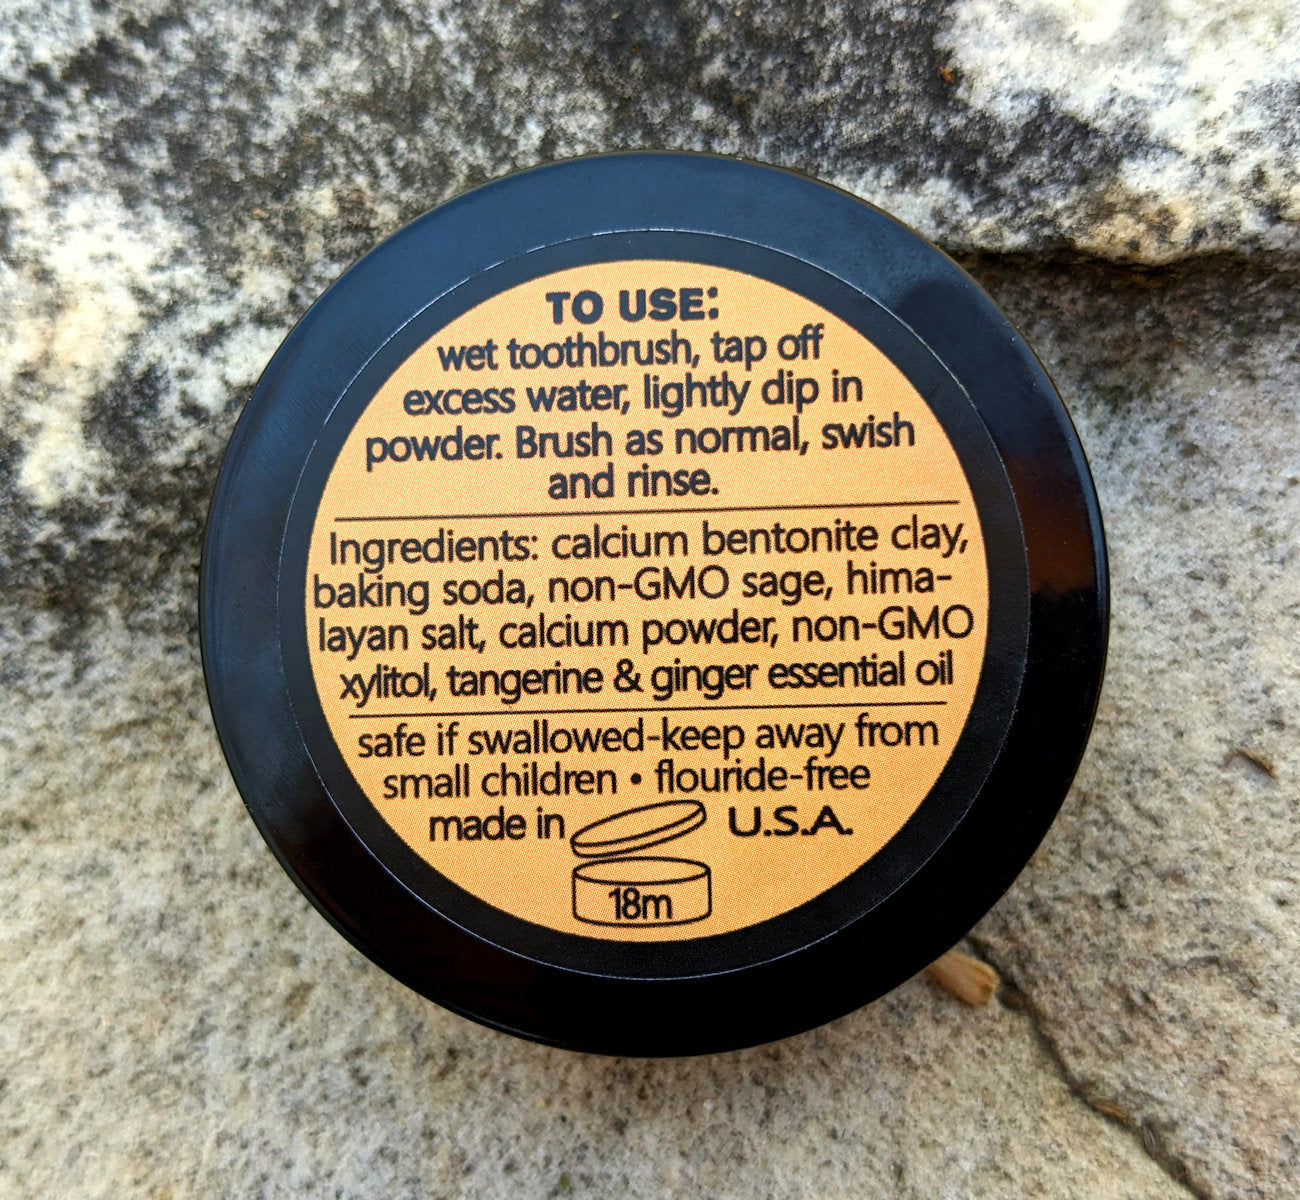 TO USE:
wet toothbrush, tap off
excess water, lightly dip in
powder. Brush as normal, swish
and rinse.
Ingredients: calcium bentonite clay,
baking soda, non-GMO sage, hima-
layan salt, calcium powder, non-GMO
xylitol, tangerine & ginger essential oil
safe if swallowed-keep away from
small children • flouride-free
made in U.S.A.
18m